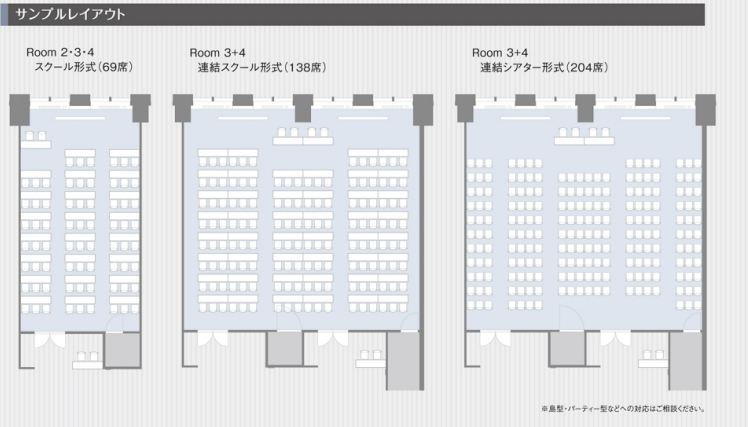 サンプルレイアウト
Room 2・3・4
スクール形式（69席）
Room 3+4
連結スクール形式（138席）
Room 3+4
連結シアター形式（204席）
※島型・パーティー型などへの対応はご相談ください。